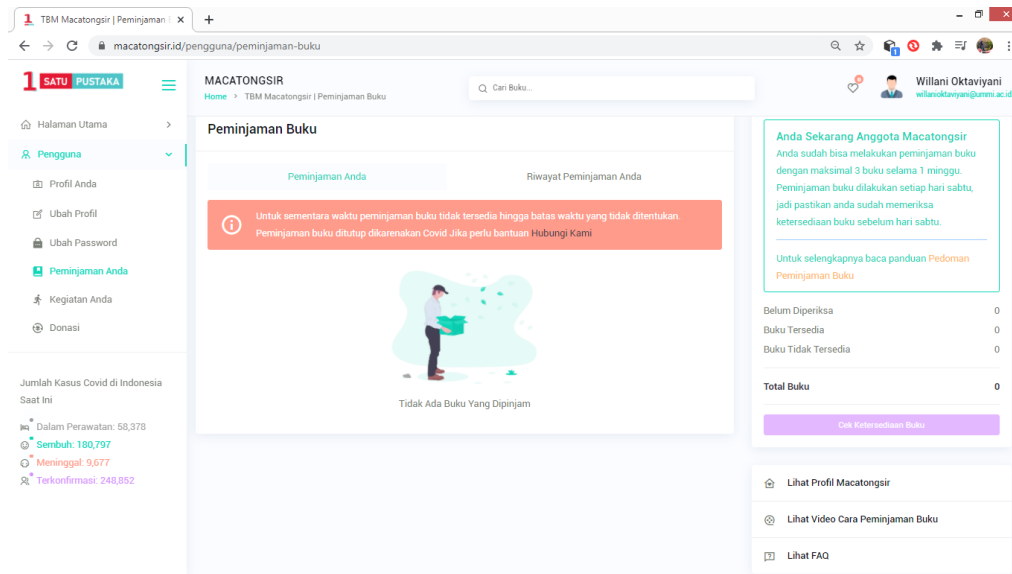 TBM Macatongsir | Peminjaman
macatongsir.id/pengguna/peminjaman-buku
1 SATU PUSTAKA
MACATONGSIR
Home > TBM Macatongsir | Peminjaman Buku
Cari Buku...
0
Willani Oktaviyani
willanioktaviyani@ummi.ac.id
Halaman Utama
Pengguna
Profil Anda
Ubah Profil
Ubah Password
Peminjaman Anda
Kegiatan Anda
Donasi
Jumlah Kasus Covid di Indonesia
Saat Ini
Dalam Perawatan: 58,378
Sembuh: 180,797
Meninggal: 9,677
Terkonfirmasi: 248,852
Peminjaman Buku
Peminjaman Anda
Riwayat Peminjaman Anda
Untuk sementara waktu peminjaman buku tidak tersedia hingga batas waktu yang tidak ditentukan.
Peminjaman buku ditutup dikarenakan Covid Jika perlu bantuan Hubungi Kami
Tidak Ada Buku Yang Dipinjam
Anda Sekarang Anggota Macatongsir
Anda sudah bisa melakukan peminjaman buku
dengan maksimal 3 buku selama 1 minggu.
Peminjaman buku dilakukan setiap hari sabtu,
jadi pastikan anda sudah memeriksa
ketersediaan buku sebelum hari sabtu.
Untuk selengkapnya baca panduan Pedoman
Peminjaman Buku
Belum Diperiksa 0
Buku Tersedia 0
Buku Tidak Tersedia 0
Total Buku 0
Cek Ketersediaan Buku
Lihat Profil Macatongsir
Lihat Video Cara Peminjaman Buku
Lihat FAQ